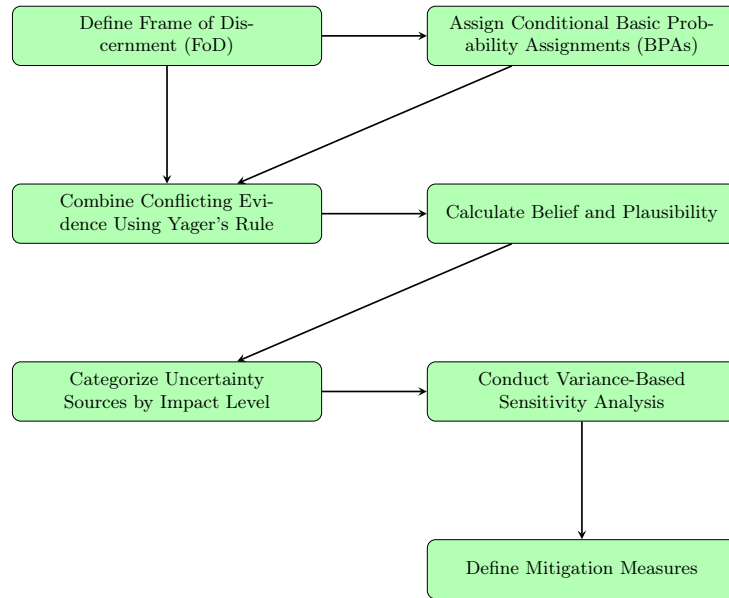 Define Frame of Dis-
cernment (FoD)
Assign Conditional Basic Prob-
ability Assignments (BPAs)
Combine Conflicting Evi-
dence Using Yager's Rule
Calculate Belief and Plausibility
Categorize Uncertainty
Sources by Impact Level
Conduct Variance-Based
Sensitivity Analysis
Define Mitigation Measures